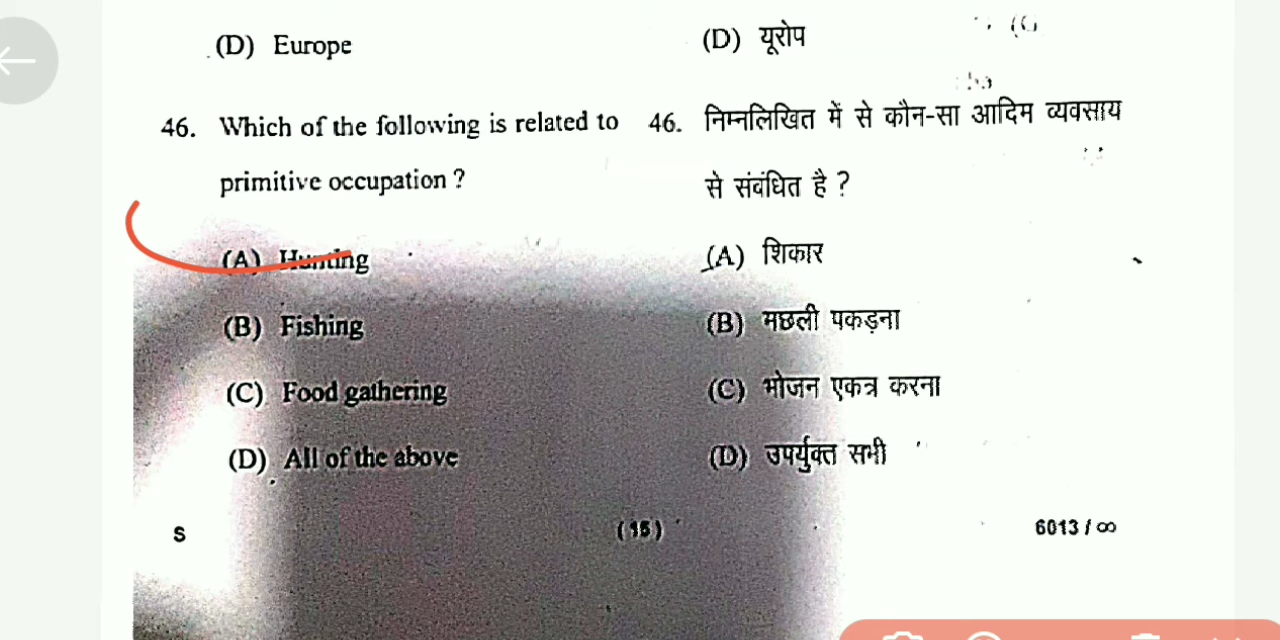 (D) Europe
(D) यूरोप
46. Which of the following is related to
primitive occupation ?
(A) Hunting
(B) Fishing
(C) Food gathering
(D) All of the above
46. निम्नलिखित में से कौन-सा आदिम व्यवसाय
से संबंधित है ?
(A) शिकार
(B) मछली पकड़ना
(C) भोजन एकत्र करना
(D) उपर्युक्त सभी
S
(15)
6013 / ∞